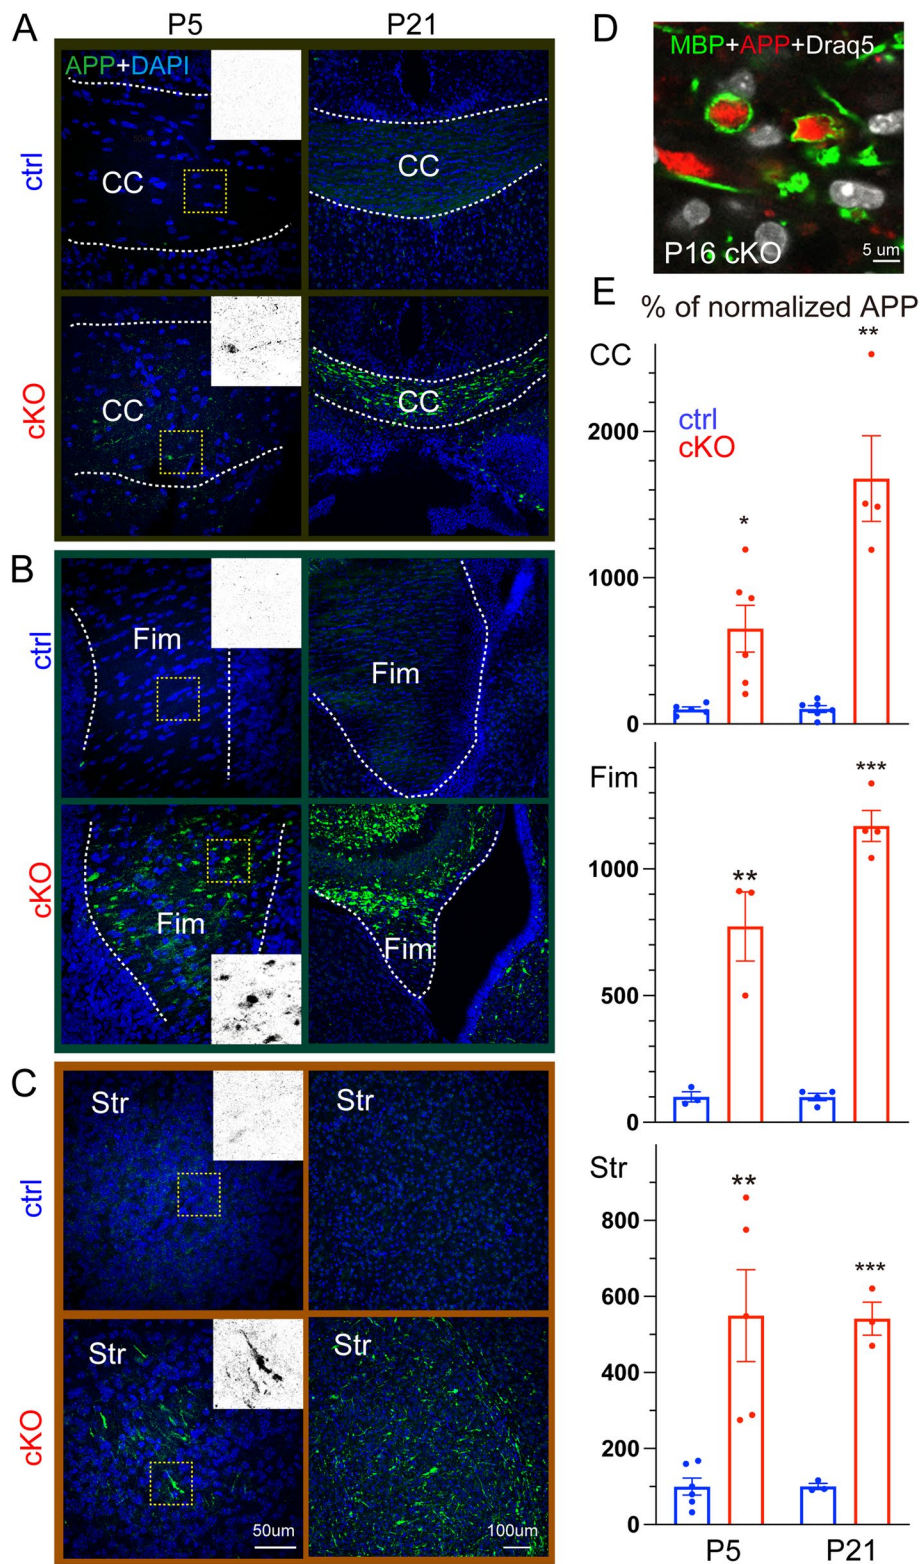 A
P5
P21
APP+DAPI
ctrl
CC
CC
cKO
CC
CC
B
ctrl
Fim
Fim
cKO
Fim
Fim
C
ctrl
Str
Str
cKO
Str
Str
50um
100um
D
MBP+APP+Draq5
P16 cKO
5 um
E
% of normalized APP
CC
ctrl
cKO
**
*
2000
1000
0
Fim
***
**
1000
500
0
Str
**
***
800
600
400
200
0
P5
P21